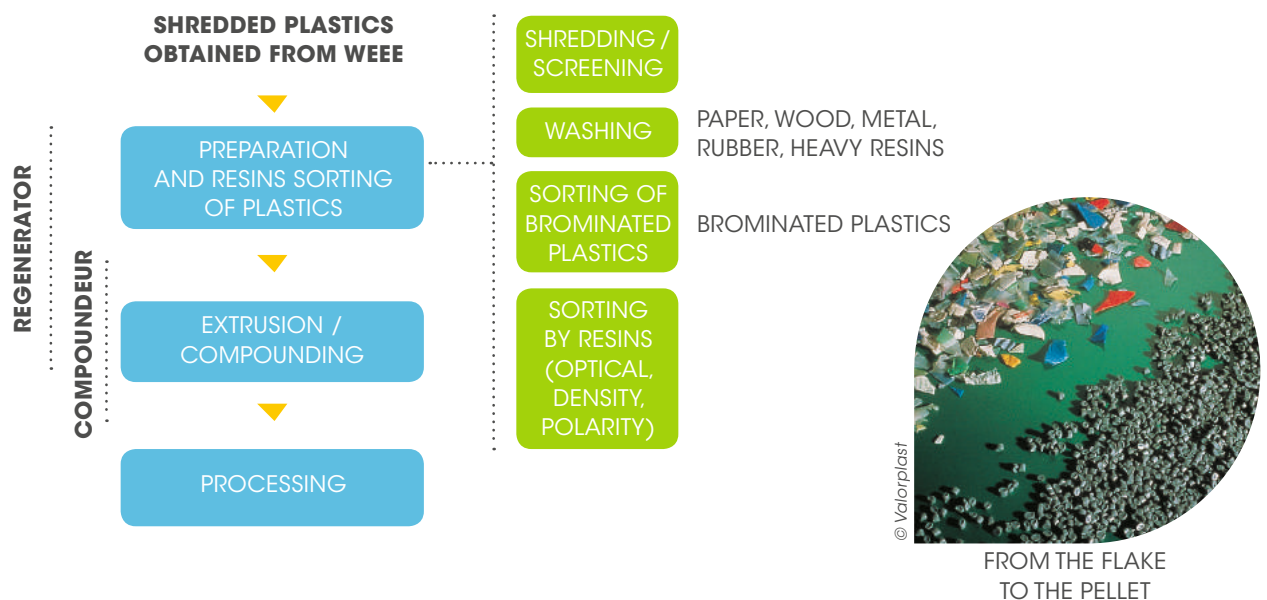 SHREDDED PLASTICS
OBTAINED FROM WEEE
REGENERATOR
COMPOUNDEUR
PREPARATION
AND RESINS SORTING
OF PLASTICS
EXTRUSION /
COMPOUNDING
PROCESSING
SHREDDING /
SCREENING
WASHING
PAPER, WOOD, METAL,
RUBBER, HEAVY RESINS
SORTING OF
BROMINATED
PLASTICS
BROMINATED PLASTICS
SORTING
BY RESINS
(OPTICAL,
DENSITY,
POLARITY)
© Valorplast
FROM THE FLAKE
TO THE PELLET